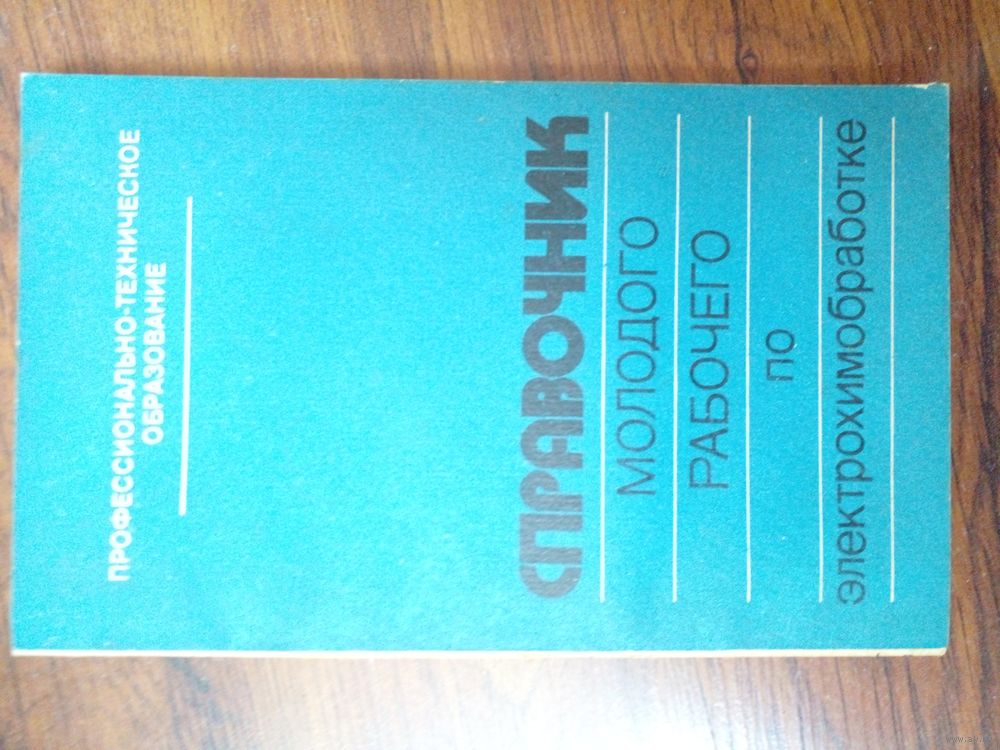 ПРОФЕССИОНАЛЬНО-ТЕХНИЧЕСКОЕ
ОБРАЗОВАНИЕ
СПРАВОЧНИК
МОЛОДОГО
РАБОЧЕГО
по
электрохимобработке